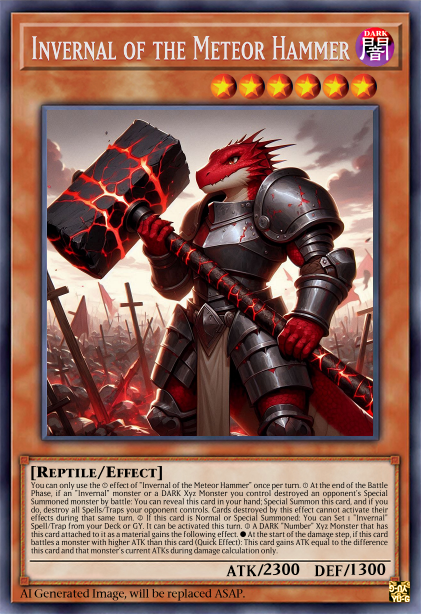 Invernal of the Meteor Hammer
DARK
闇
[Reptile/Effect]
You can only use the ① effect of "Invernal of the Meteor Hammer" once per turn. ① At the end of the Battle
Phase, if an "Invernal" monster or a DARK Xyz Monster you control destroyed an opponent's Special
Summoned monster by battle: You can reveal this card in your hand; Special Summon this card, and if you
do, destroy all Spells/Traps your opponent controls. Cards destroyed by this effect cannot activate their
effects during that same turn. ② If this card is Normal or Special Summoned: You can Set 1 "Invernal"
Spell/Trap from your Deck or GY. It can be activated this turn. ③ A DARK "Number" Xyz Monster that has
this card attached to it as a material gains the following effect. ● At the start of the damage step, if this card
battles a monster with higher ATK than this card (Quick Effect): This card gains ATK equal to the difference
this card and that monster's current ATKs during damage calculation only.
ATK/2300 DEF/1300
AI Generated Image, will be replaced ASAP.